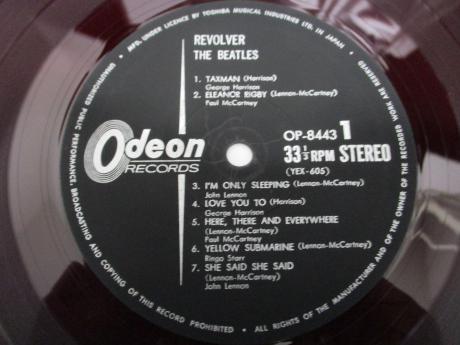 MFD. UNDER LICENCE BY TOSHIBA MUSICAL INDUSTRIES LTD. IN JAPAN
REVOLVER
THE BEATLES
1. TAXMAN (Harrison)
George Harrison
2. ELEANOR RIGBY (Lennon-McCartney)
Paul McCartney
Odeon
RECORDS
OP-8443 1
33 1/3 RPM STEREO
(YEX-605)
3. I'M ONLY SLEEPING (Lennon-McCartney)
John Lennon
4. LOVE YOU TO (Harrison)
George Harrison
5. HERE, THERE AND EVERYWHERE
(Lennon-McCartney)
Paul McCartney
6. YELLOW SUBMARINE (Lennon-McCartney)
Ringo Starr
7. SHE SAID SHE SAID
(Lennon-McCartney)
John Lennon
UNAUTHORIZED PUBLIC PERFORMANCE, BROADCASTING AND COPYING OF THIS RECORD PROHIBITED • ALL RIGHTS OF THE MANUFACTURER AND OF THE OWNER OF THE RECORDED WORK ARE RESERVED